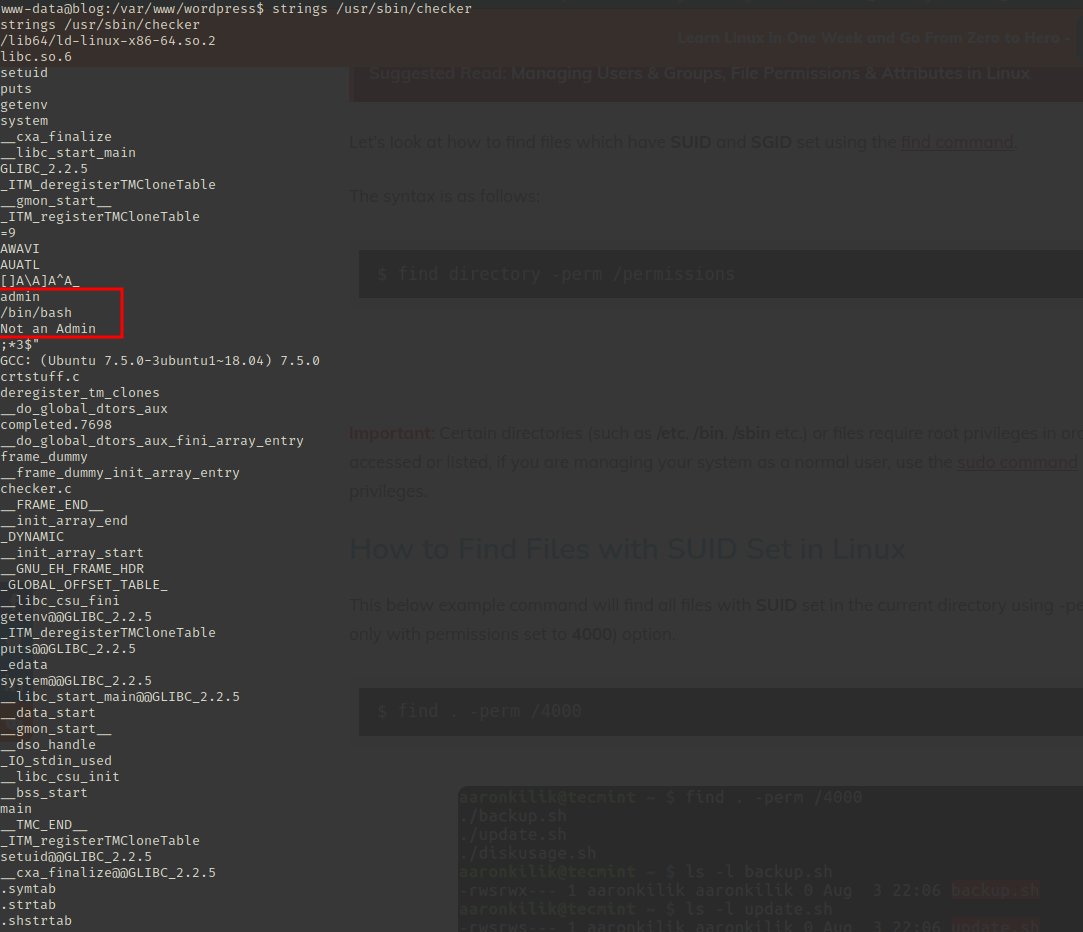 www-data@blog:/var/www/wordpress$ strings /usr/sbin/checker
strings /usr/sbin/checker
/lib64/ld-linux-x86-64.so.2
libc.so.6
setuid
puts
getenv
system
__cxa_finalize
__libc_start_main
GLIBC_2.2.5
_ITM_deregisterTMCloneTable
__gmon_start__
_ITM_registerTMCloneTable
=9
AWAVI
AUATL
[]A\A]A^A_
admin
/bin/bash
Not an Admin
;*3$"
GCC: (Ubuntu 7.5.0-3ubuntu1~18.04) 7.5.0
crtstuff.c
deregister_tm_clones
__do_global_dtors_aux
completed.7698
__do_global_dtors_aux_fini_array_entry
frame_dummy
__frame_dummy_init_array_entry
checker.c
__FRAME_END__
__init_array_end
_DYNAMIC
__init_array_start
__GNU_EH_FRAME_HDR
_GLOBAL_OFFSET_TABLE_
__libc_csu_fini
getenv@@GLIBC_2.2.5
_ITM_deregisterTMCloneTable
puts@@GLIBC_2.2.5
_edata
system@@GLIBC_2.2.5
__libc_start_main@@GLIBC_2.2.5
__data_start
__gmon_start__
__dso_handle
_IO_stdin_used
__libc_csu_init
__bss_start
main
__TMC_END__
_ITM_registerTMCloneTable
setuid@@GLIBC_2.2.5
__cxa_finalize@@GLIBC_2.2.5
.symtab
.strtab
.shstrtab
Learn Linux In One Week and Go From Zero to Hero -
Suggested Read: Managing Users & Groups, File Permissions & Attributes in Linux
Let's look at how to find files which have SUID and SGID set using the find command.
The syntax is as follows:
$ find directory -perm /permissions
Important: Certain directories (such as /etc, /bin, /sbin etc.) or files require root privileges in
accessed or listed, if you are managing your system as a normal user, use the sudo command
privileges.
How to Find Files with SUID Set in Linux
This below example command will find all files with SUID set in the current directory using
only with permissions set to 4000) option.
$ find . -perm /4000
aaronkilik@tecmint ~ $ find . -perm /4000
./backup.sh
./update.sh
./diskusage.sh
aaronkilik@tecmint ~ $ ls -l backup.sh
-rwsrwx--- 1 aaronkilik aaronkilik 0 Aug 3 22:06 backup.sh
aaronkilik@tecmint ~ $ ls -l update.sh
-rwsrws--- 1 aaronkilik aaronkilik 0 Aug 3 22:06 update.sh